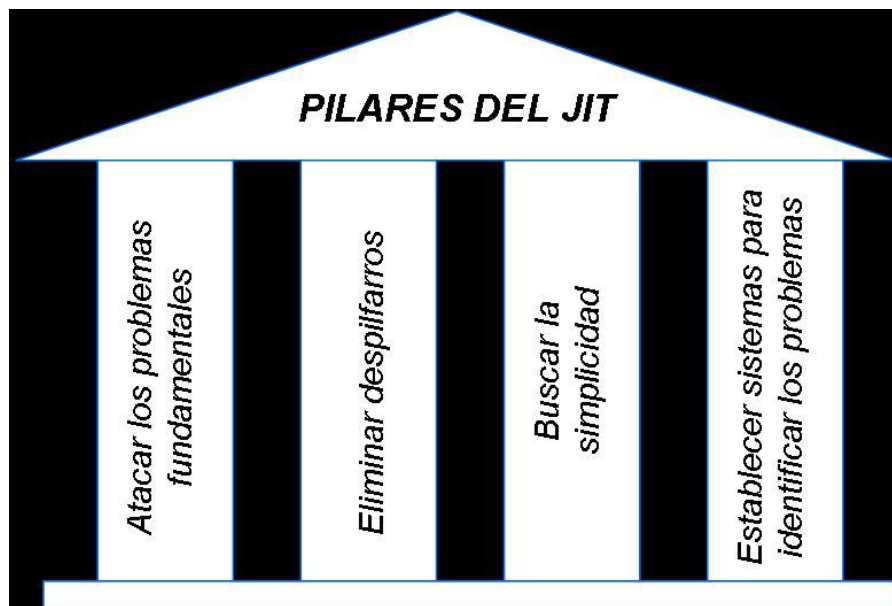 PILARES DEL JIT
Atacar los problemas
fundamentales
Eliminar despilfarros
Buscar la
simplicidad
Establecer sistemas para
identificar los problemas